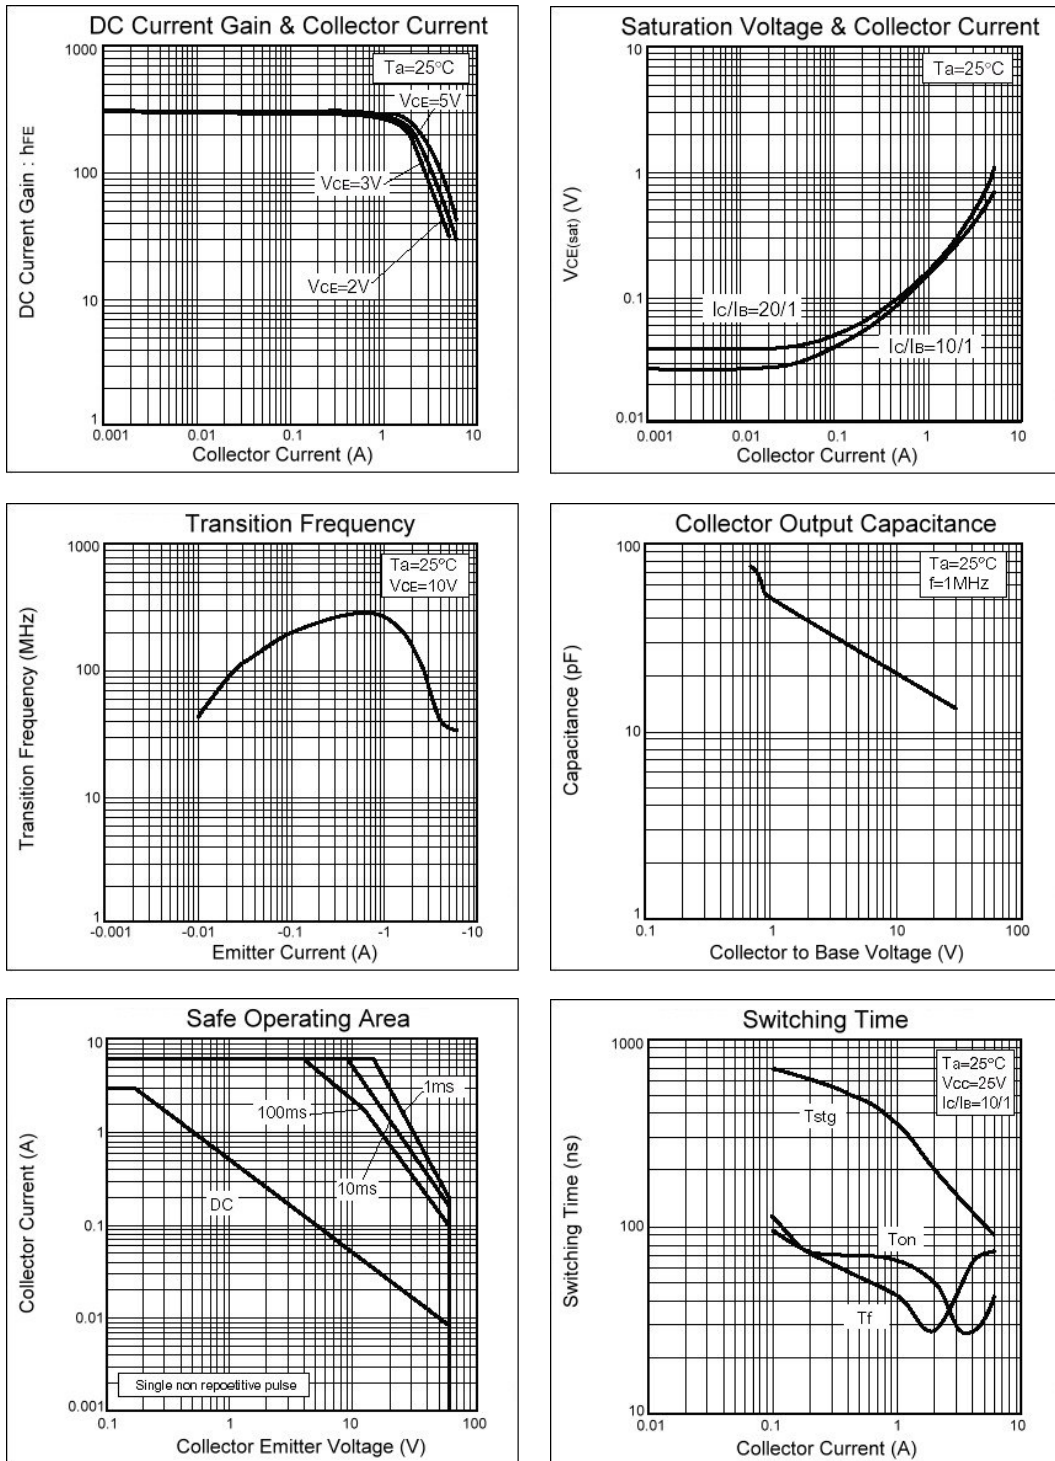 DC Current Gain & Collector Current
1000
100
10
1
DC Current Gain : hFE
Ta=25°C
VCE=5V
VCE=3V
VCE=2V
0.001 0.01 0.1 1 10
Collector Current (A)
Saturation Voltage & Collector Current
10
1
0.1
0.01
VCE(sat) (V)
Ta=25°C
IC/IB=20/1
IC/IB=10/1
0.001 0.01 0.1 1 10
Collector Current (A)
Transition Frequency
1000
100
10
1
Transition Frequency (MHz)
Ta=25°C
VCE=10V
-0.001 -0.01 -0.1 -1 -10
Emitter Current (A)
Collector Output Capacitance
100
10
1
Capacitance (pF)
Ta=25°C
f=1MHz
0.1 1 10 100
Collector to Base Voltage (V)
Safe Operating Area
10
1
0.1
0.01
0.001
Collector Current (A)
1ms
100ms
10ms
DC
Single non repoetitive pulse
0.1 1 10 100
Collector Emitter Voltage (V)
Switching Time
1000
100
10
Switching Time (ns)
Ta=25°C
VCC=25V
IC/IB=10/1
Tstg
Ton
Tf
0.01 0.1 1 10
Collector Current (A)